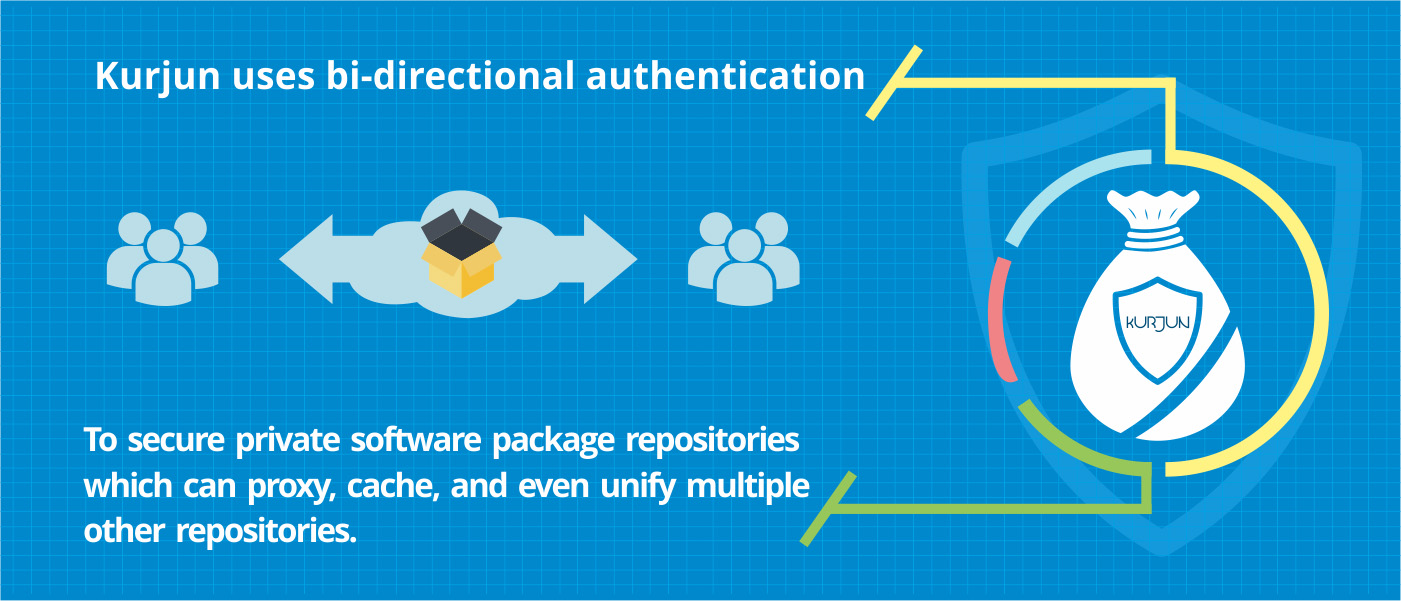 Kurjun uses bi-directional authentication
KURJUN
To secure private software package repositories
which can proxy, cache, and even unify multiple
other repositories.